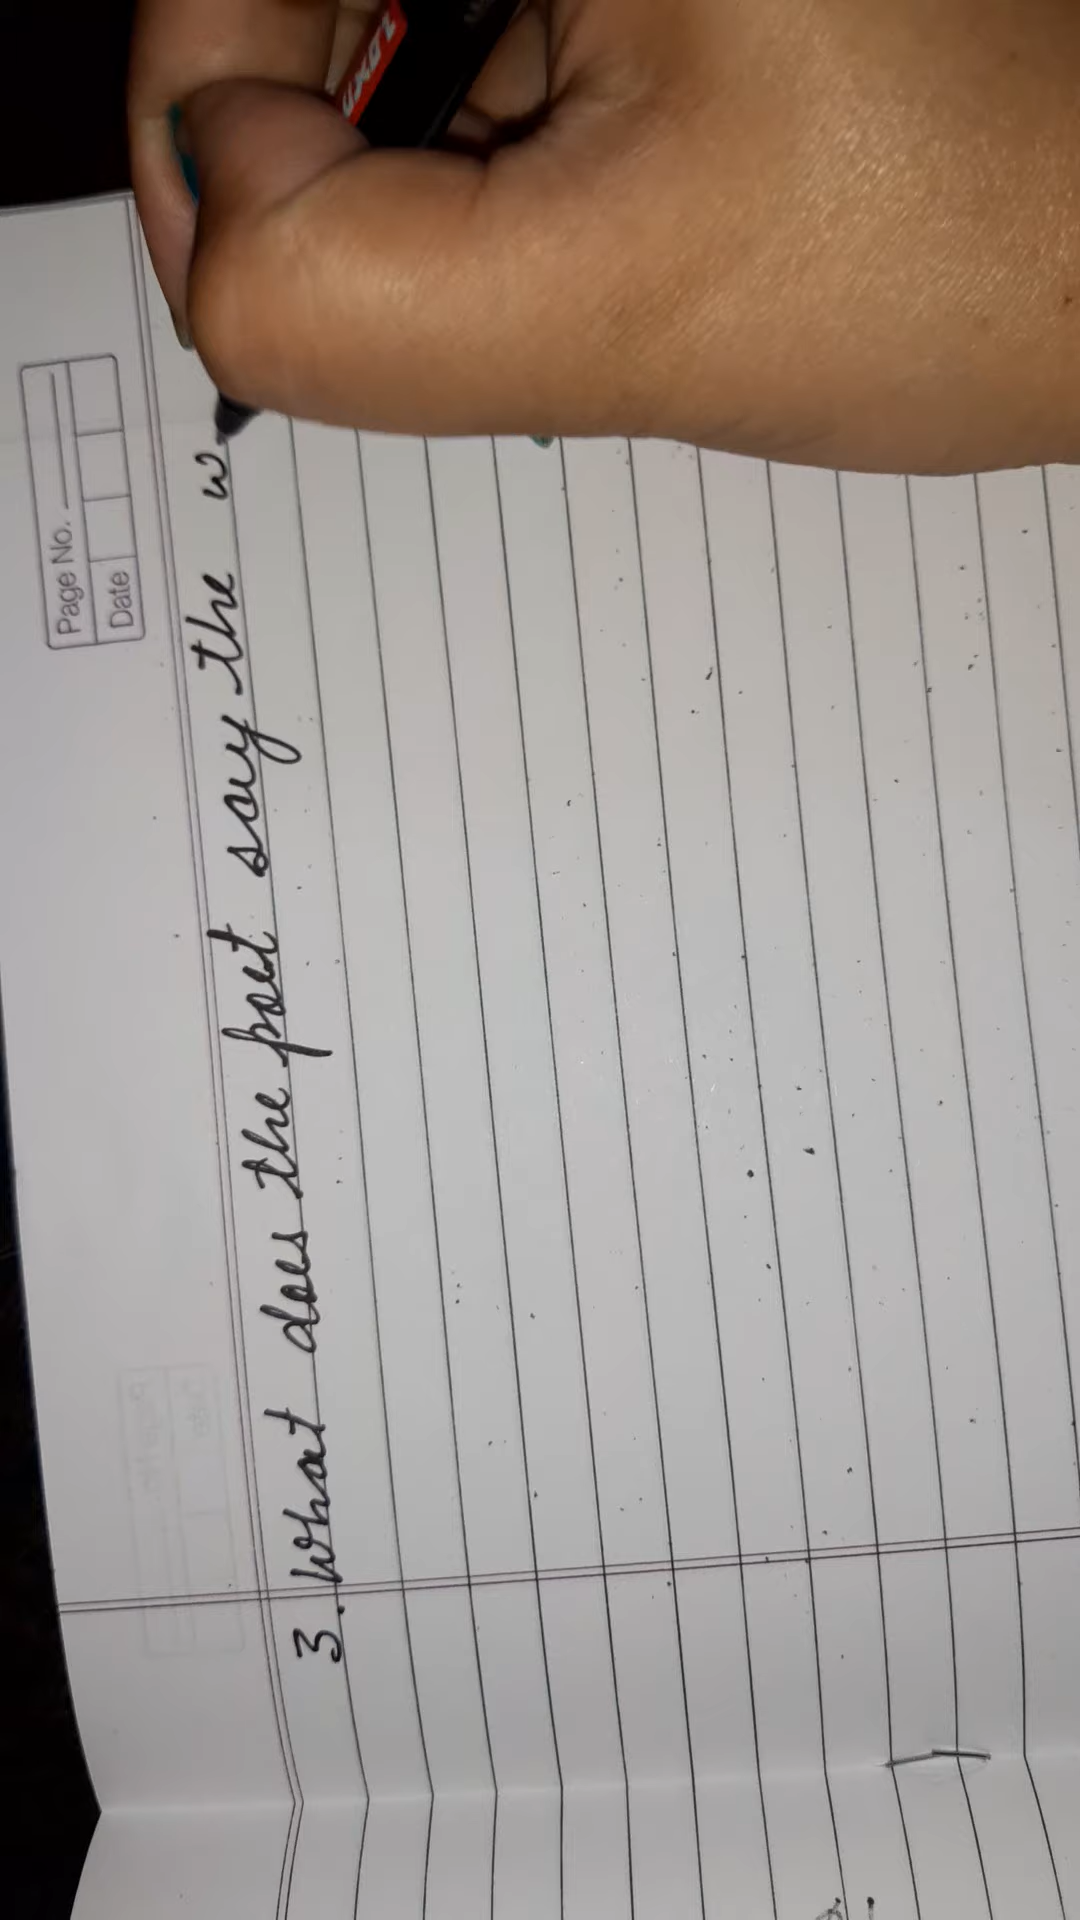 Page No.
Date
3. What does the poet say the w